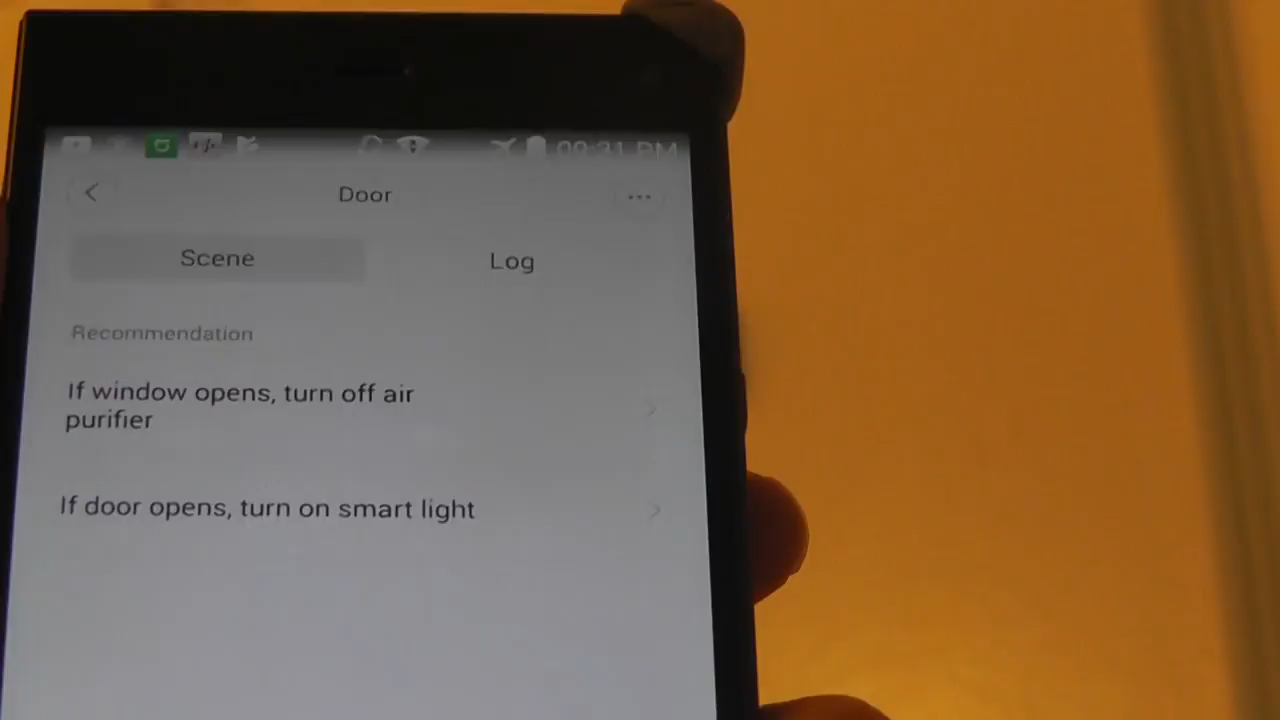 Door
Scene
Log
Recommendation
If window opens, turn off air
purifier
If door opens, turn on smart light